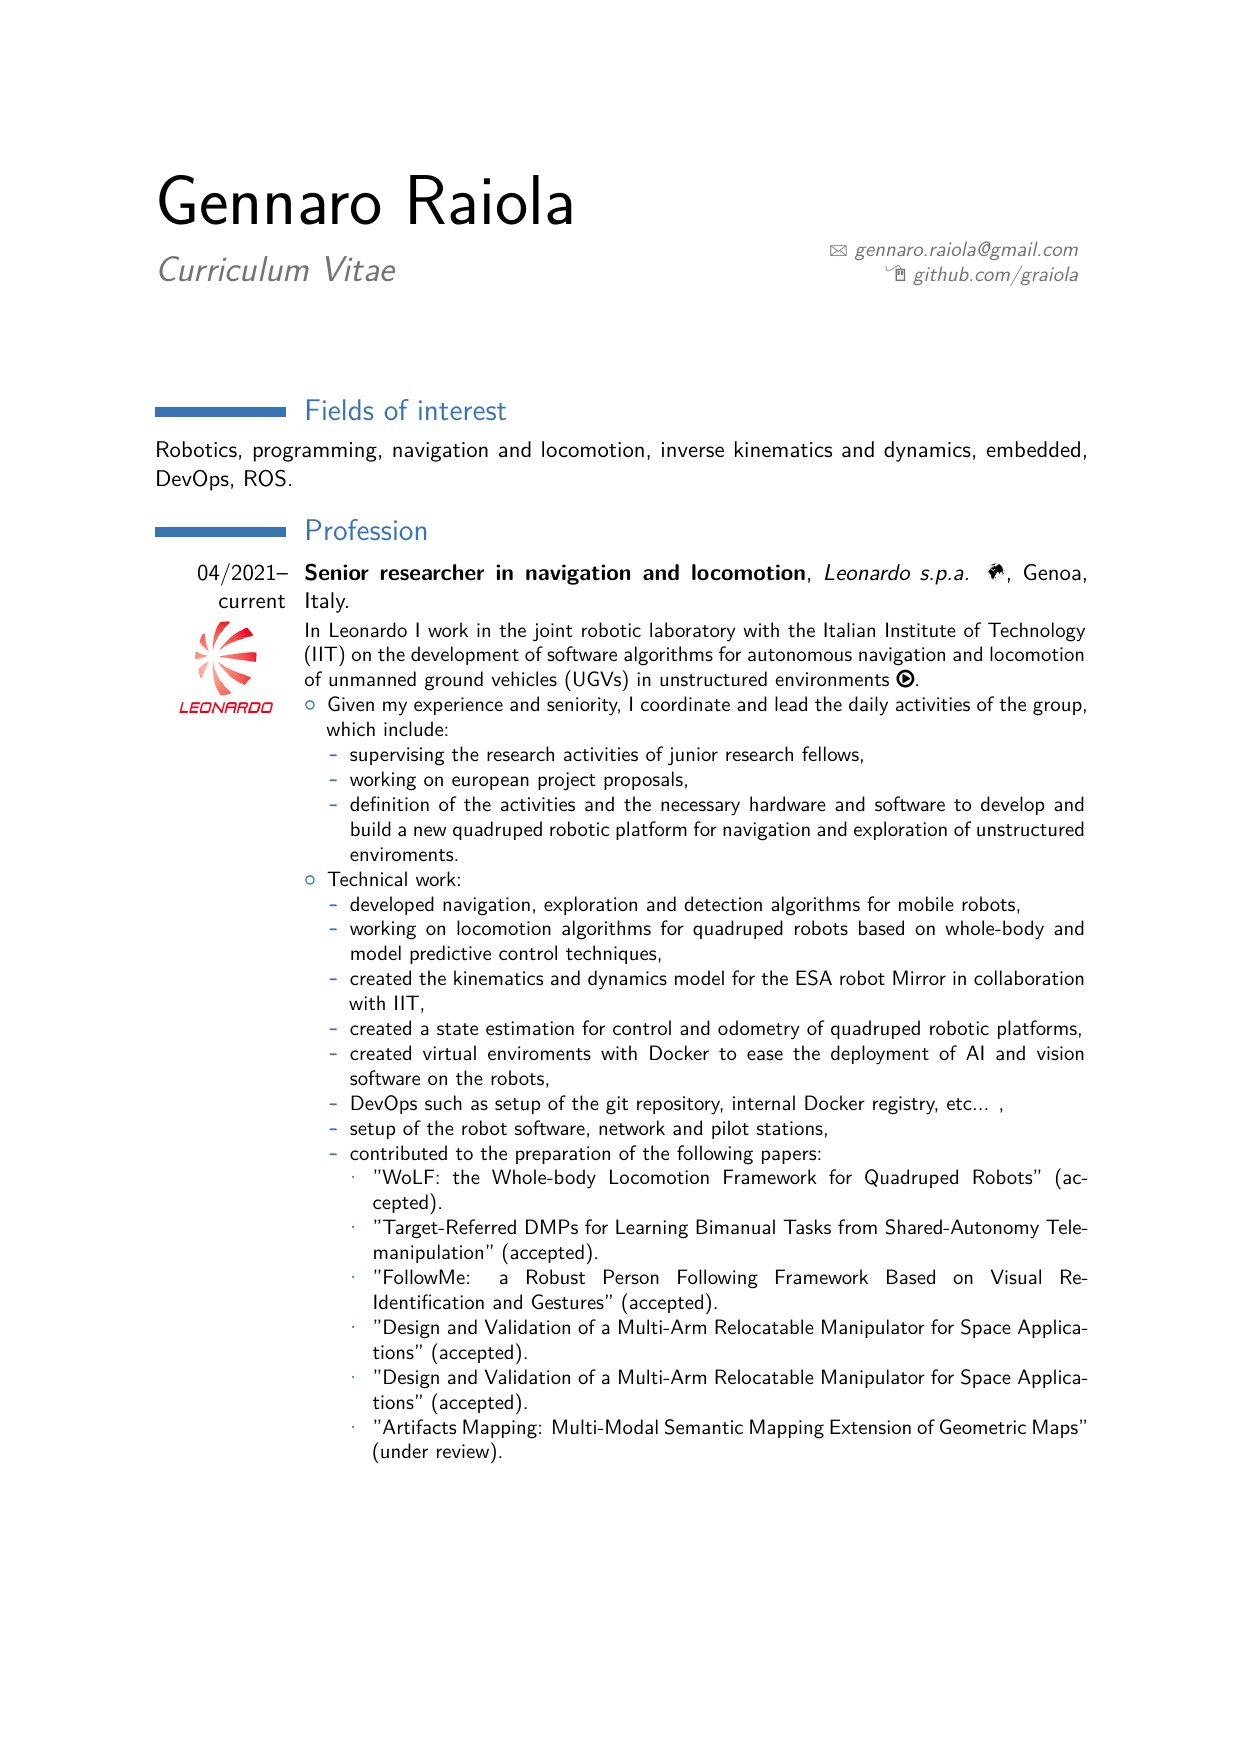 Gennaro Raiola
Curriculum Vitae
gennaro.raiola@gmail.com
github.com/graiola
Fields of interest
Robotics, programming, navigation and locomotion, inverse kinematics and dynamics, embedded,
DevOps, ROS.
Profession
04/2021–
current
LEONARDO
Senior researcher in navigation and locomotion, Leonardo s.p.a. , Genoa,
Italy.
In Leonardo I work in the joint robotic laboratory with the Italian Institute of Technology
(IIT) on the development of software algorithms for autonomous navigation and locomotion
of unmanned ground vehicles (UGVs) in unstructured environments .
○ Given my experience and seniority, I coordinate and lead the daily activities of the group,
which include:
- supervising the research activities of junior research fellows,
- working on european project proposals,
- definition of the activities and the necessary hardware and software to develop and
build a new quadruped robotic platform for navigation and exploration of unstructured
enviroments.
○ Technical work:
- developed navigation, exploration and detection algorithms for mobile robots,
- working on locomotion algorithms for quadruped robots based on whole-body and
model predictive control techniques,
- created the kinematics and dynamics model for the ESA robot Mirror in collaboration
with IIT,
- created a state estimation for control and odometry of quadruped robotic platforms,
- created virtual enviroments with Docker to ease the deployment of AI and vision
software on the robots,
- DevOps such as setup of the git repository, internal Docker registry, etc... ,
- setup of the robot software, network and pilot stations,
- contributed to the preparation of the following papers:
· ”WoLF: the Whole-body Locomotion Framework for Quadruped Robots” (ac-
cepted).
· ”Target-Referred DMPs for Learning Bimanual Tasks from Shared-Autonomy Tele-
manipulation” (accepted).
· ”FollowMe: a Robust Person Following Framework Based on Visual Re-
Identification and Gestures” (accepted).
· ”Design and Validation of a Multi-Arm Relocatable Manipulator for Space Applica-
tions” (accepted).
· ”Design and Validation of a Multi-Arm Relocatable Manipulator for Space Applica-
tions” (accepted).
· ”Artifacts Mapping: Multi-Modal Semantic Mapping Extension of Geometric Maps”
(under review).